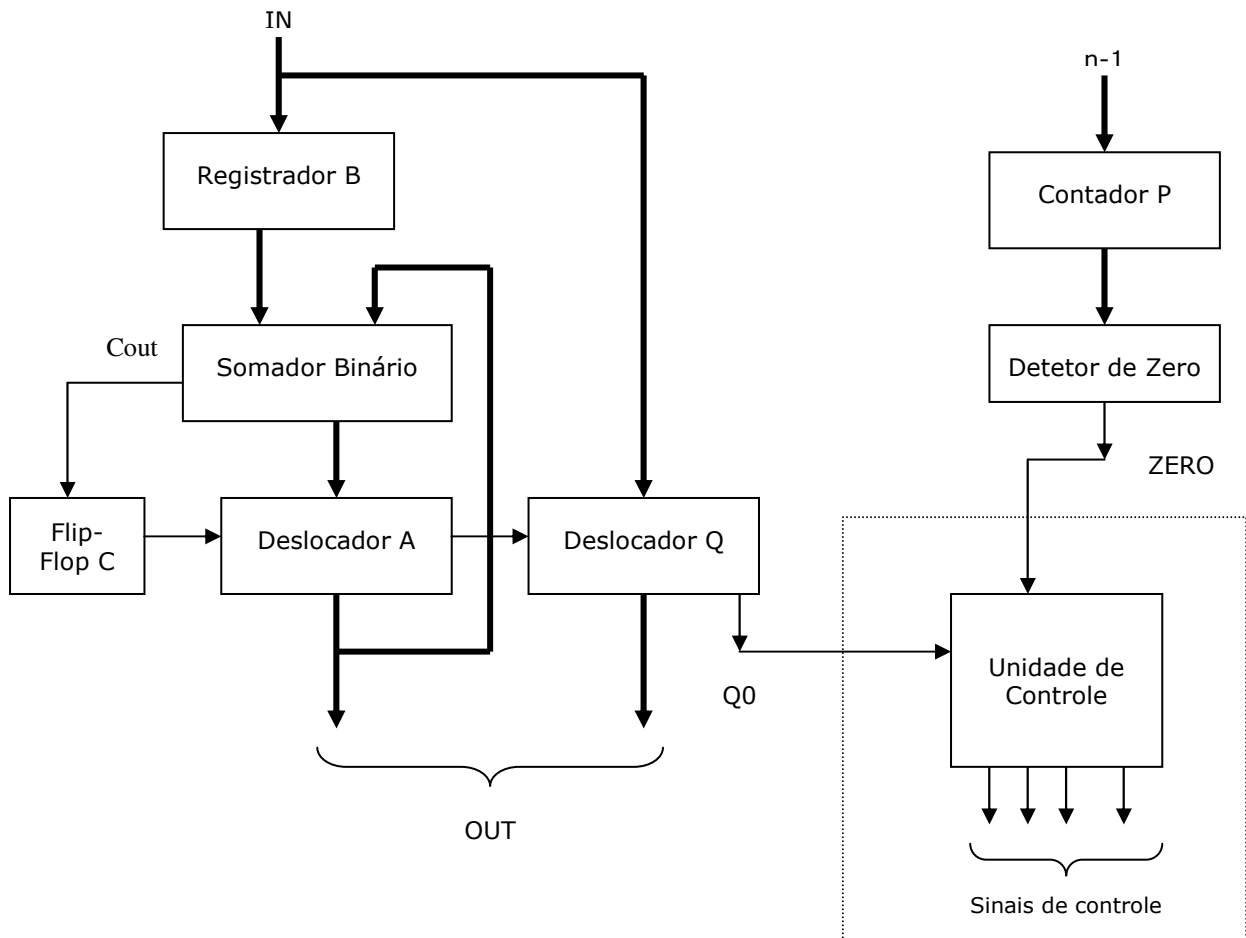 IN
n-1
Registrador B
Contador P
Cout
Somador Binário
Detetor de Zero
ZERO
Flip-
Flop C
Deslocador A
Deslocador Q
Q0
Unidade de
Controle
OUT
Sinais de controle